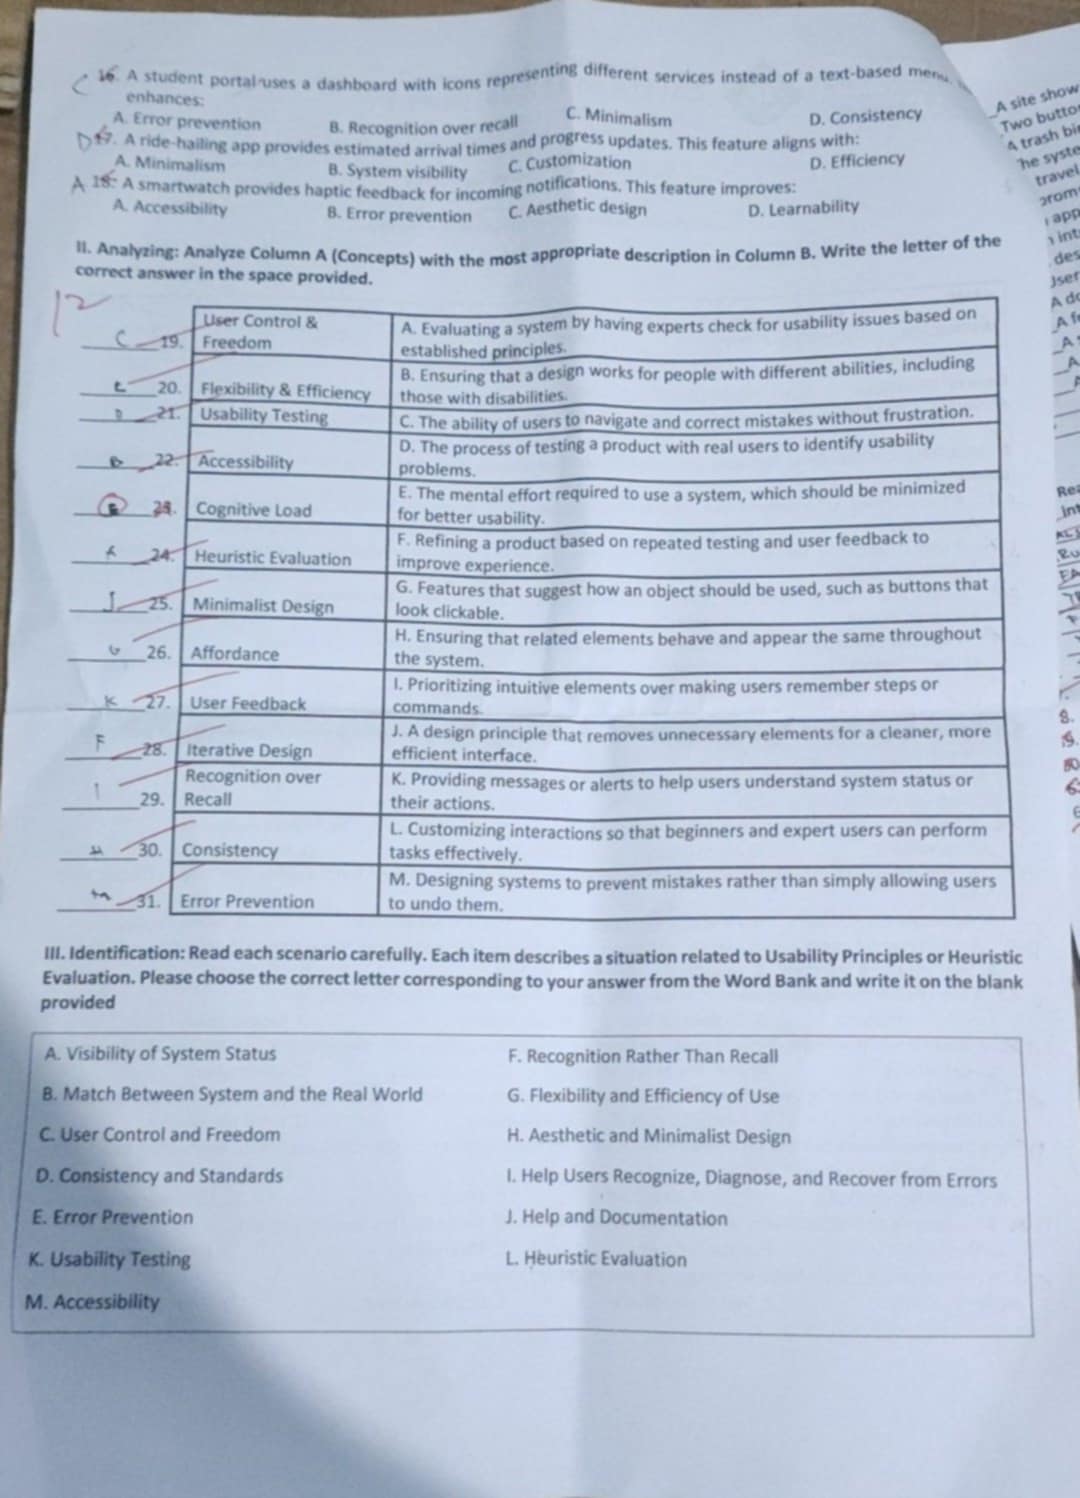 C 16. A student portal uses a dashboard with icons representing different services instead of a text-based menu
enhances:
A. Error prevention B. Recognition over recall C. Minimalism D. Consistency
D 17. A ride-hailing app provides estimated arrival times and progress updates. This feature aligns with:
A. Minimalism B. System visibility C. Customization D. Efficiency
A 18. A smartwatch provides haptic feedback for incoming notifications. This feature improves:
A. Accessibility B. Error prevention C. Aesthetic design D. Learnability
II. Analyzing: Analyze Column A (Concepts) with the most appropriate description in Column B. Write the letter of the
correct answer in the space provided.
12
C 19. User Control &
Freedom
A. Evaluating a system by having experts check for usability issues based on
established principles.
20. Flexibility & Efficiency
B. Ensuring that a design works for people with different abilities, including
those with disabilities.
D 21. Usability Testing
C. The ability of users to navigate and correct mistakes without frustration.
B 22. Accessibility
D. The process of testing a product with real users to identify usability
problems.
E 23. Cognitive Load
E. The mental effort required to use a system, which should be minimized
for better usability.
A 24. Heuristic Evaluation
F. Refining a product based on repeated testing and user feedback to
improve experience.
J 25. Minimalist Design
G. Features that suggest how an object should be used, such as buttons that
look clickable.
G 26. Affordance
H. Ensuring that related elements behave and appear the same throughout
the system.
K 27. User Feedback
I. Prioritizing intuitive elements over making users remember steps or
commands.
F 28. Iterative Design
J. A design principle that removes unnecessary elements for a cleaner, more
efficient interface.
I 29. Recognition over
Recall
K. Providing messages or alerts to help users understand system status or
their actions.
H 30. Consistency
L. Customizing interactions so that beginners and expert users can perform
tasks effectively.
m 31. Error Prevention
M. Designing systems to prevent mistakes rather than simply allowing users
to undo them.
III. Identification: Read each scenario carefully. Each item describes a situation related to Usability Principles or Heuristic
Evaluation. Please choose the correct letter corresponding to your answer from the Word Bank and write it on the blank
provided
A. Visibility of System Status F. Recognition Rather Than Recall
B. Match Between System and the Real World G. Flexibility and Efficiency of Use
C. User Control and Freedom H. Aesthetic and Minimalist Design
D. Consistency and Standards I. Help Users Recognize, Diagnose, and Recover from Errors
E. Error Prevention J. Help and Documentation
K. Usability Testing L. Heuristic Evaluation
M. Accessibility
A site show
Two button
A trash bin
travel
app
int
des